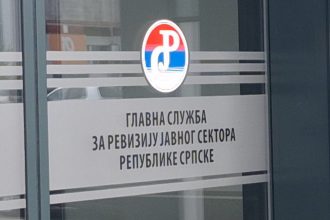 ГЛАВНА СЛУЖБА
ЗА РЕВИЗИЈУ ЈАВНОГ СЕКТОРА
РЕПУБЛИКЕ СРПСКЕ